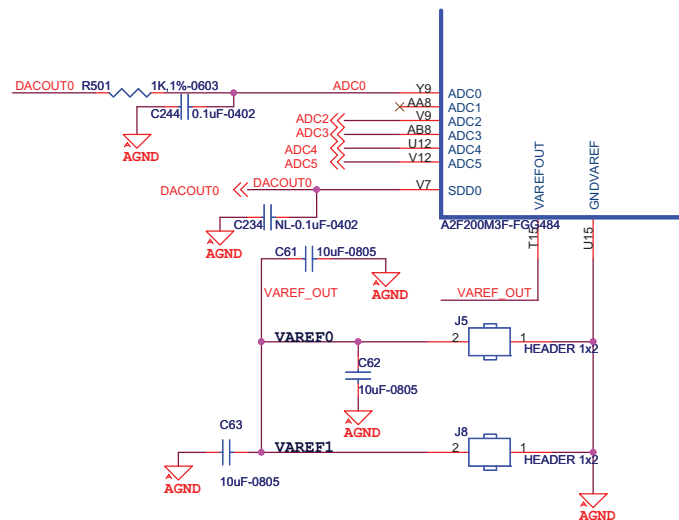 DACOUT0
R501
1K,1%-0603
ADC0
Y9
ADC0
AA8
ADC1
C244
0.1uF-0402
ADC2
V9
ADC2
ADC3
AB8
ADC3
AGND
ADC4
U12
ADC4
ADC5
V12
ADC5
DACOUT0
DACOUT0
V7
SDD0
VAREFOUT
GNDVAREF
C234
NL-0.1uF-0402
A2F200M3F-FGG484
AGND
T15
U15
C61
10uF-0805
AGND
VAREF_OUT
VAREF_OUT
J5
VAREF0
2
1
HEADER 1x2
C62
10uF-0805
AGND
C63
J8
VAREF1
2
1
HEADER 1x2
10uF-0805
AGND
AGND